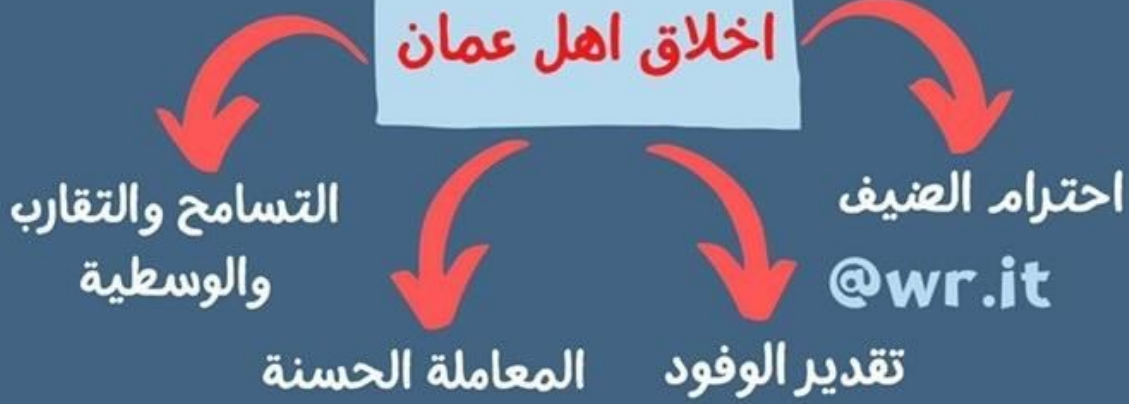 اخلاق اهل عمان
احترام الضيف
@wr.it
تقدير الوفود
المعاملة الحسنة
التسامح والتقارب
والوسطية